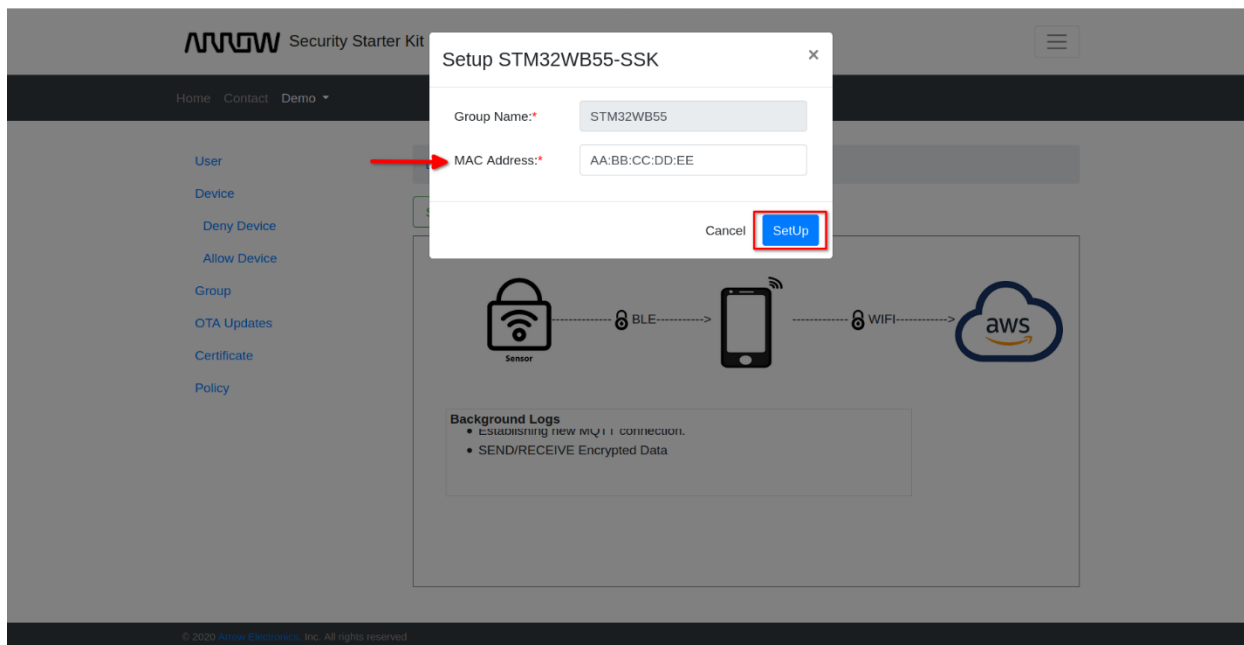 ARROW Security Starter Kit
Setup STM32WB55-SSK ×
Home Contact Demo
Group Name:* STM32WB55
MAC Address:* AA:BB:CC:DD:EE
Cancel SetUp
User
Device
Deny Device
Allow Device
Group
OTA Updates
Certificate
Policy
BLE----------->
WIFI----------->
aws
Sensor
Background Logs
Establishing new MQTT connection.
SEND/RECEIVE Encrypted Data
© 2020 Arrow Electronics, Inc. All rights reserved